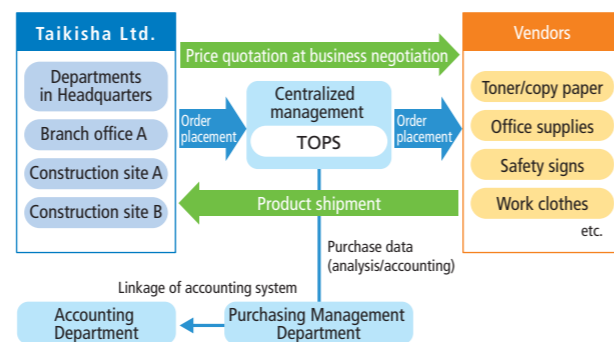 Taikisha Ltd.
Departments
in Headquarters
Branch office A
Construction site A
Construction site B
Price quotation at business negotiation
Order
placement
Centralized
management
TOPS
Order
placement
Product shipment
Vendors
Toner/copy paper
Office supplies
Safety signs
Work clothes
etc.
Purchase data
(analysis/accounting)
Linkage of accounting system
Accounting
Department
Purchasing Management
Department